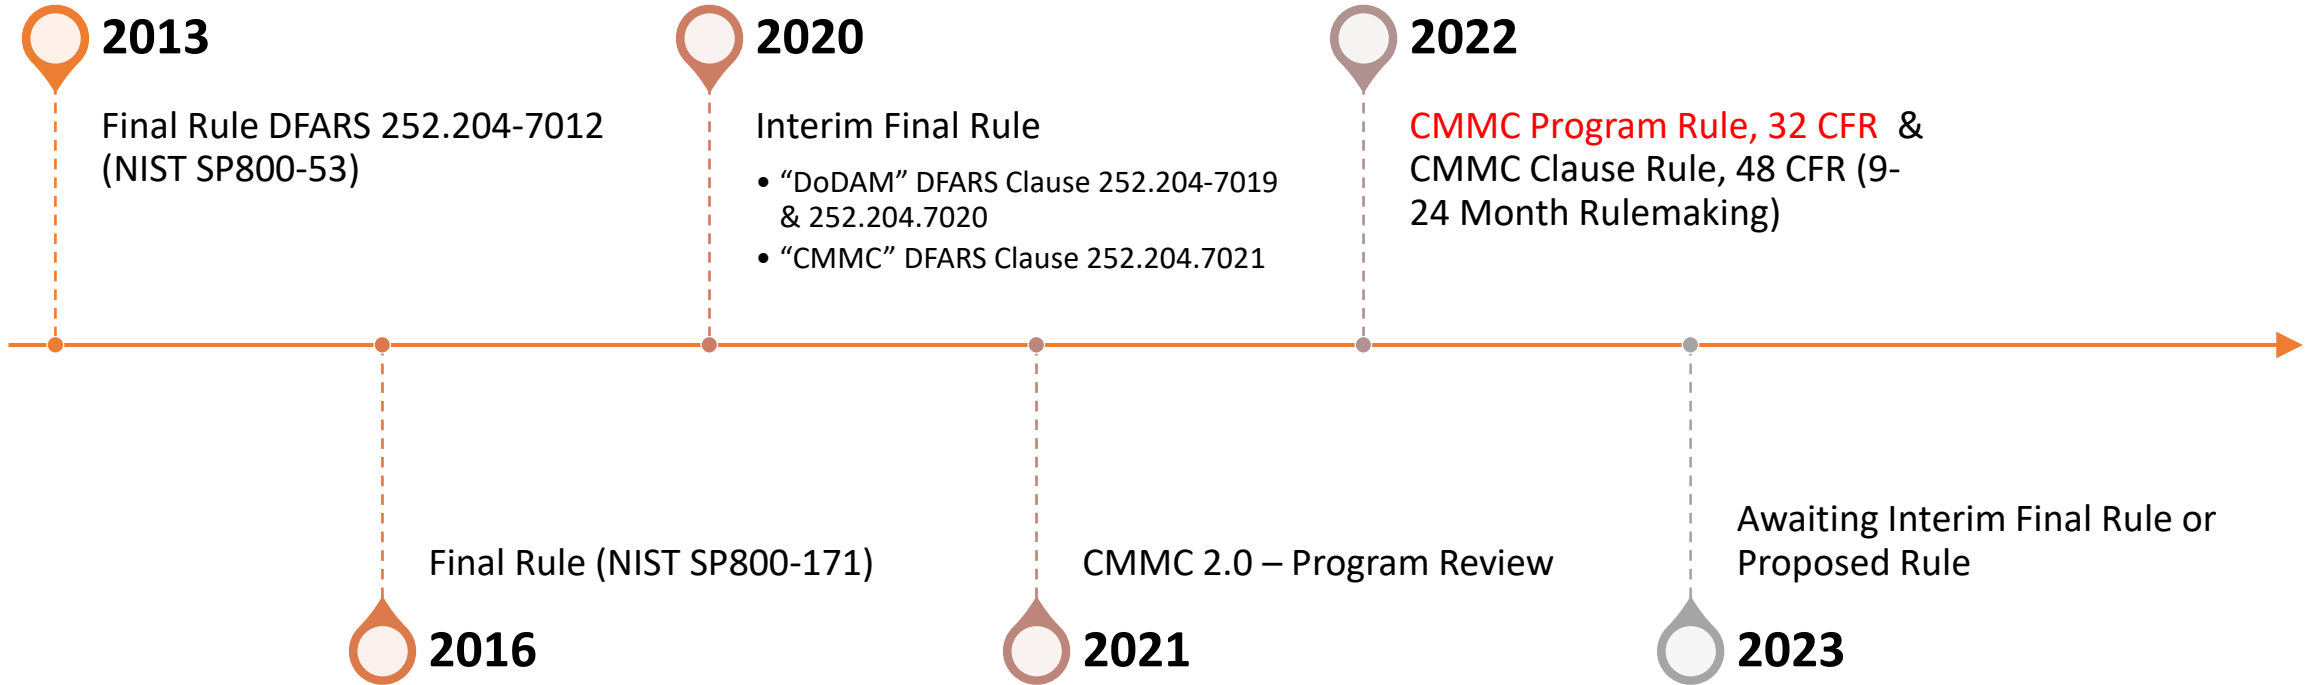 2013
Final Rule DFARS 252.204-7012
(NIST SP800-53)
2016
Final Rule (NIST SP800-171)
2020
Interim Final Rule
• “DoDAM” DFARS Clause 252.204-7019
& 252.204.7020
• “CMMC” DFARS Clause 252.204.7021
2021
CMMC 2.0 – Program Review
2022
CMMC Program Rule, 32 CFR &
CMMC Clause Rule, 48 CFR (9-
24 Month Rulemaking)
2023
Awaiting Interim Final Rule or
Proposed Rule